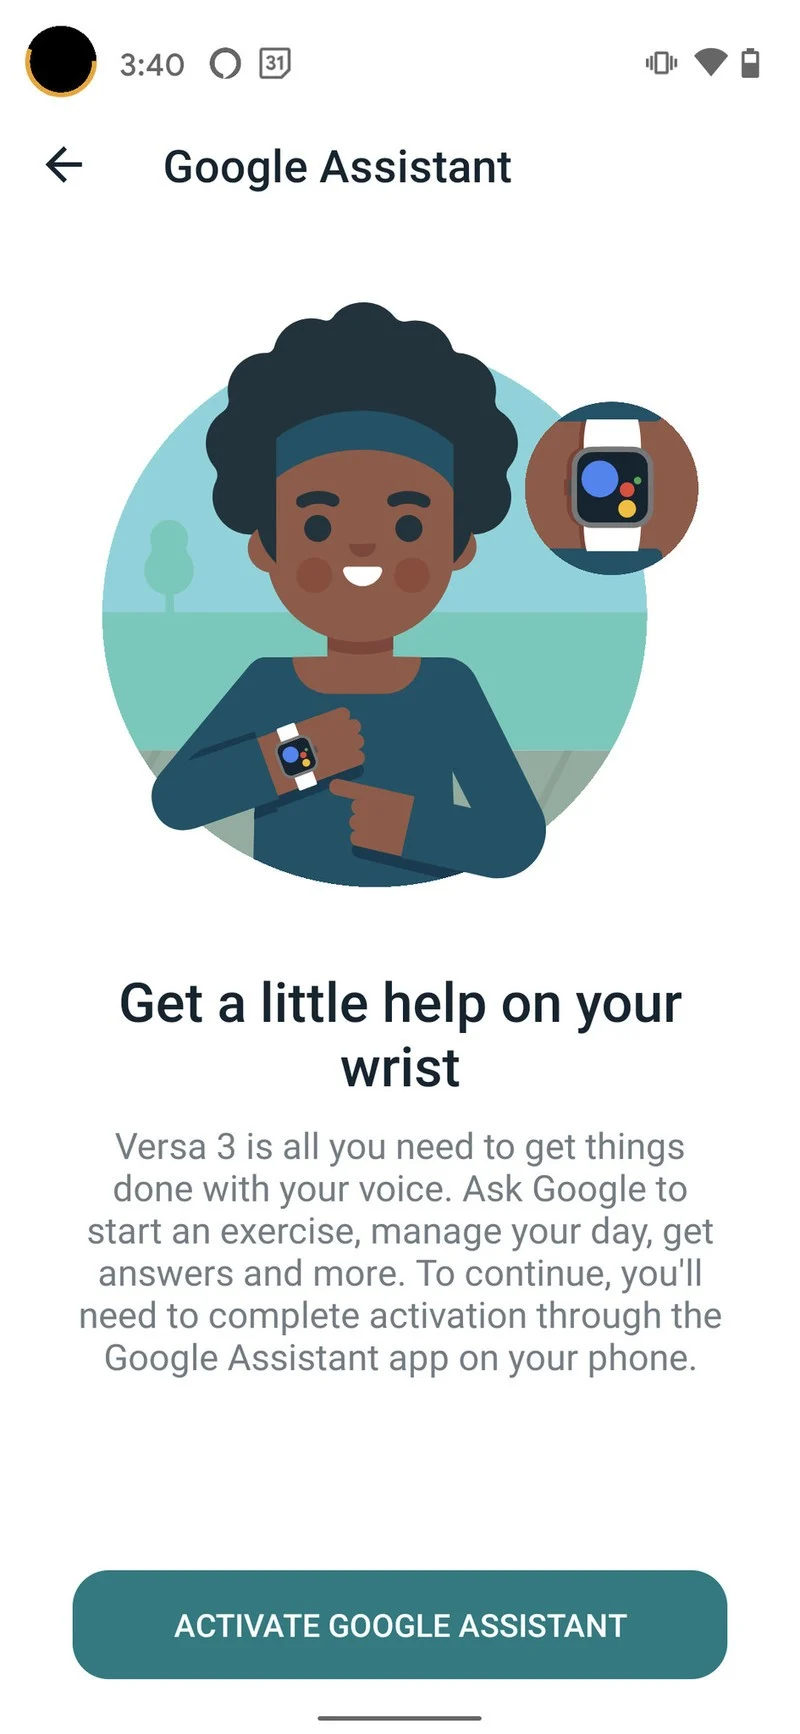 3:40 31
Google Assistant
Get a little help on your
wrist
Versa 3 is all you need to get things
done with your voice. Ask Google to
start an exercise, manage your day, get
answers and more. To continue, you'll
need to complete activation through the
Google Assistant app on your phone.
ACTIVATE GOOGLE ASSISTANT